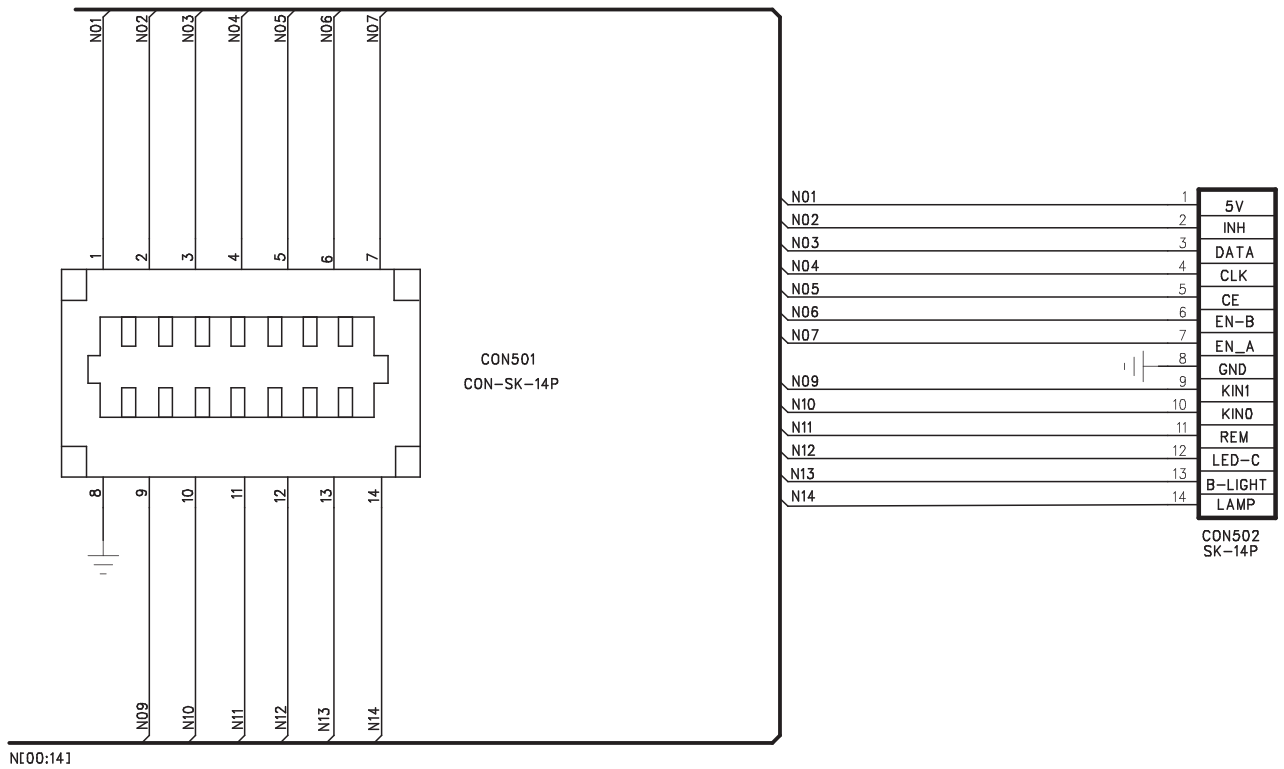 N01 N02 N03 N04 N05 N06 N07
1 2 3 4 5 6 7
CON501
CON-SK-14P
8 9 10 11 12 13 14
N09 N10 N11 N12 N13 N14
N[00:14]
N01 1 5V
N02 2 INH
N03 3 DATA
N04 4 CLK
N05 5 CE
N06 6 EN-B
N07 7 EN_A
8 GND
N09 9 KIN1
N10 10 KIN0
N11 11 REM
N12 12 LED-C
N13 13 B-LIGHT
N14 14 LAMP
CON502
SK-14P